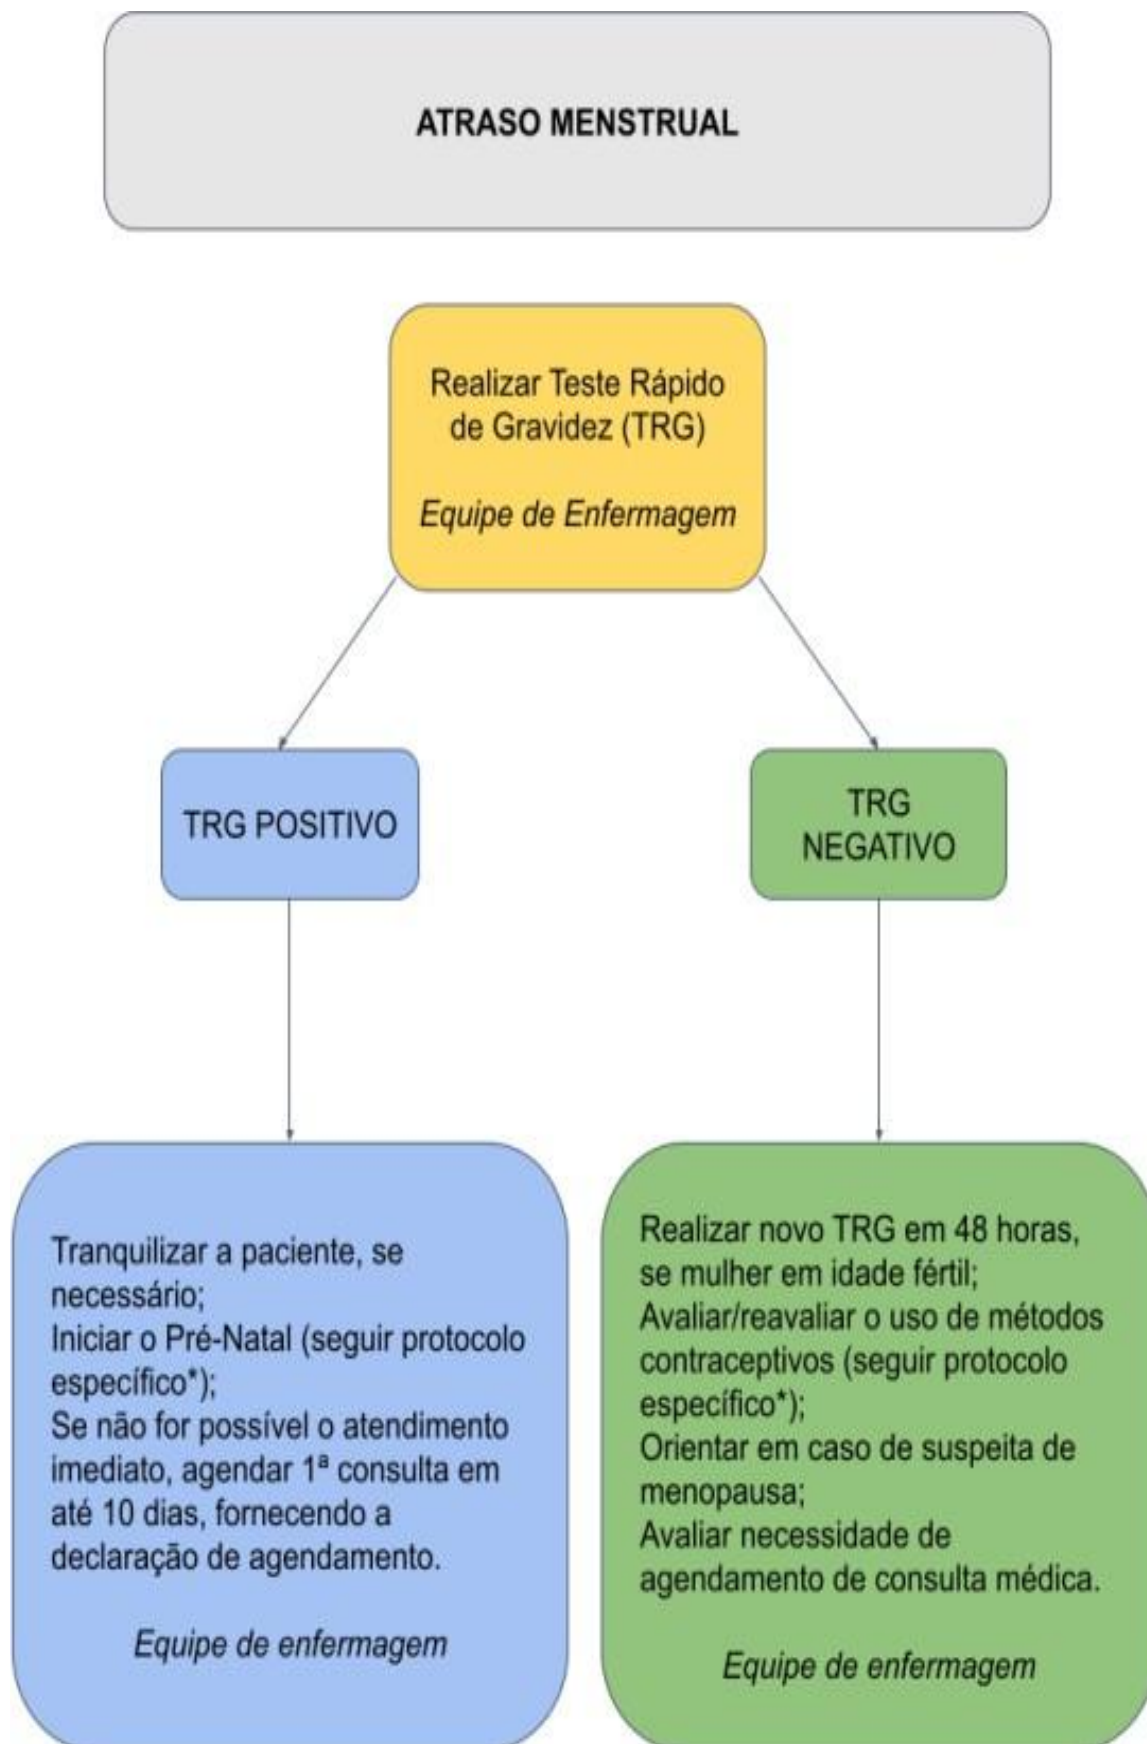 ATRASO MENSTRUAL
Realizar Teste Rápido
de Gravidez (TRG)
Equipe de Enfermagem
TRG POSITIVO
TRG
NEGATIVO
Tranquilizar a paciente, se
necessário;
Iniciar o Pré-Natal (seguir protocolo
específico*);
Se não for possível o atendimento
imediato, agendar 1ª consulta em
até 10 dias, fornecendo a
declaração de agendamento.
Equipe de enfermagem
Realizar novo TRG em 48 horas,
se mulher em idade fértil;
Avaliar/reavaliar o uso de métodos
contraceptivos (seguir protocolo
específico*);
Orientar em caso de suspeita de
menopausa;
Avaliar necessidade de
agendamento de consulta médica.
Equipe de enfermagem